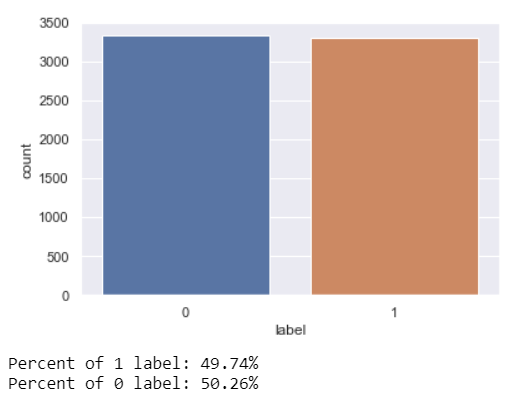 3500
3000
2500
2000
1500
1000
500
0
count
0 1
label
Percent of 1 label: 49.74%
Percent of 0 label: 50.26%